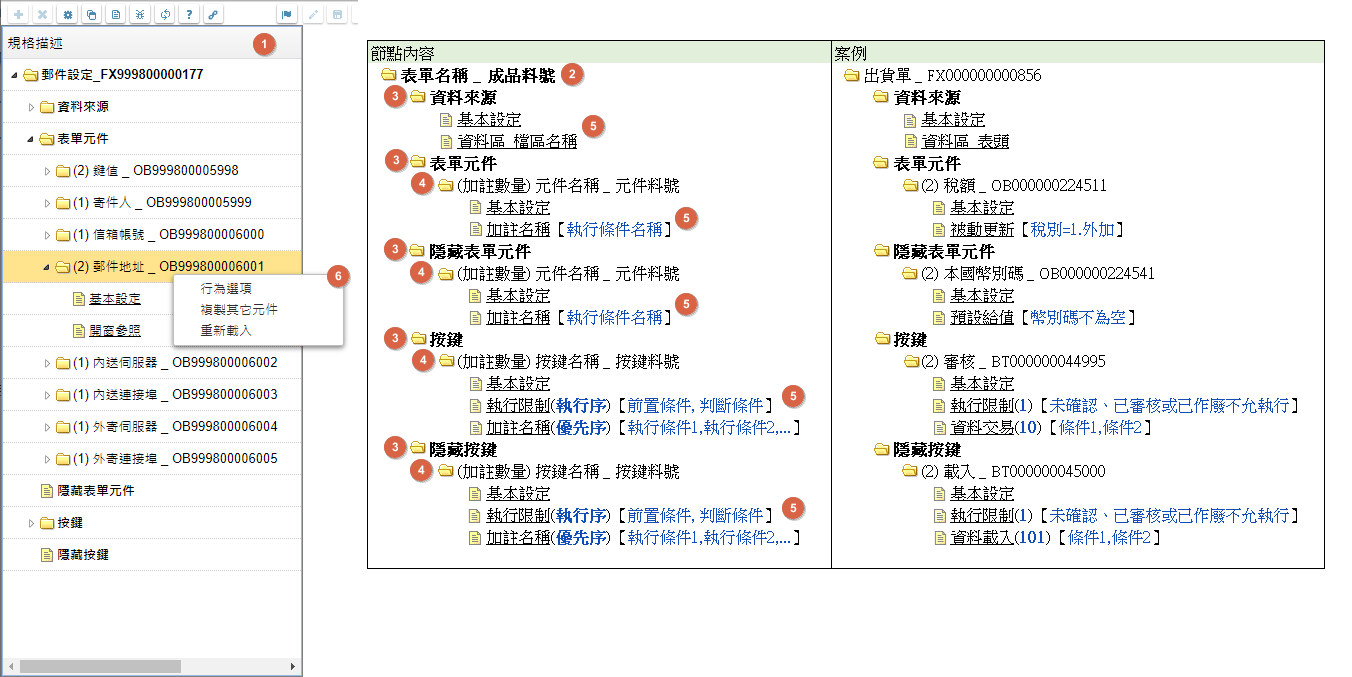 ?
規格描述
1
郵件設定_FX999800000177
資料來源
表單元件
(2) 鍵值 _ OB999800005998
(1) 寄件人 _ OB999800005999
(1) 信箱帳號 _ OB999800006000
(2) 郵件地址 _ OB999800006001
6
行為選項
複製其它元件
重新載入
基本設定
開窗參照
(1) 內送伺服器 _ OB999800006002
(1) 內送連接埠 _ OB999800006003
(1) 外寄伺服器 _ OB999800006004
(1) 外寄連接埠 _ OB999800006005
隱藏表單元件
按鍵
隱藏按鍵
節點內容
表單名稱 _ 成品料號 2
3 資料來源
基本設定
資料區_檔區名稱 5
3 表單元件
4 (加註數量) 元件名稱 _ 元件料號
基本設定
加註名稱【執行條件名稱】 5
3 隱藏表單元件
4 (加註數量) 元件名稱 _ 元件料號
基本設定
加註名稱【執行條件名稱】 5
3 按鍵
4 (加註數量) 按鍵名稱 _ 按鍵料號
基本設定
執行限制(執行序)【前置條件, 判斷條件】 5
加註名稱(優先序)【執行條件1,執行條件2,...】
3 隱藏按鍵
4 (加註數量) 按鍵名稱 _ 按鍵料號
基本設定
執行限制(執行序)【前置條件, 判斷條件】 5
加註名稱(優先序)【執行條件1,執行條件2,...】
案例
出貨單 _ FX000000000856
資料來源
基本設定
資料區_表頭
表單元件
(2) 稅額 _ OB000000224511
基本設定
被動更新【稅別=1.外加】
隱藏表單元件
(2) 本國幣別碼 _ OB000000224541
基本設定
預設給值【幣別碼不為空】
按鍵
(2) 審核 _ BT000000044995
基本設定
執行限制(1)【未確認、已審核或已作廢不允執行】
資料交易(10)【條件1,條件2】
隱藏按鍵
(2) 載入 _ BT000000045000
基本設定
執行限制(1)【未確認、已審核或已作廢不允執行】
資料載入(101)【條件1,條件2】